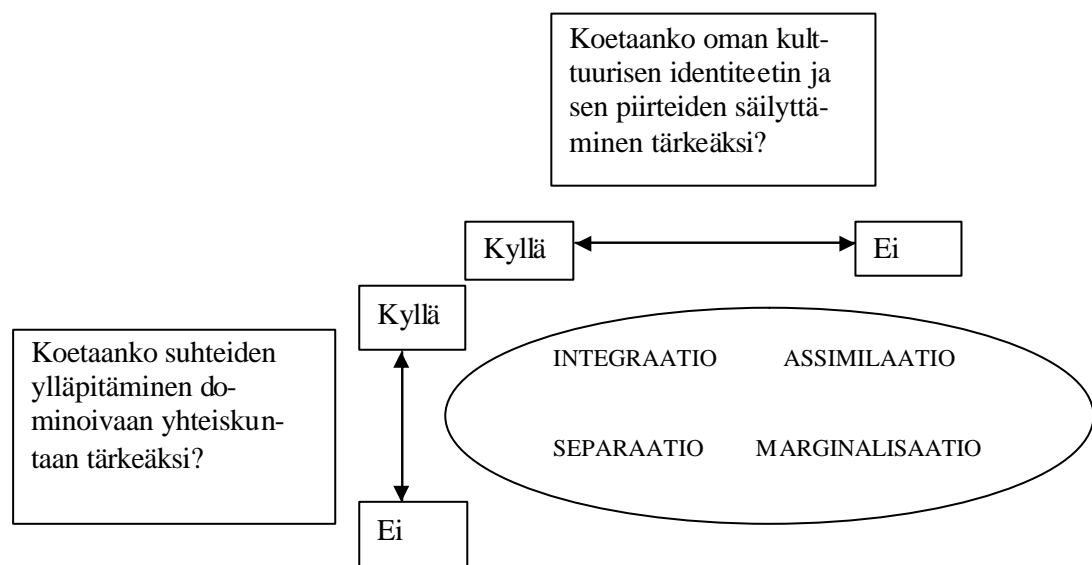 Koetaanko oman kult-
tuurisen identiteetin ja
sen piirteiden säilyttä-
minen tärkeäksi?
Kyllä
Ei
Kyllä
Koetaanko suhteiden
ylläpitäminen do-
minoivaan yhteiskun-
taan tärkeäksi?
INTEGRAATIO ASSIMILAATIO
SEPARAATIO MARGINALISAATIO
Ei